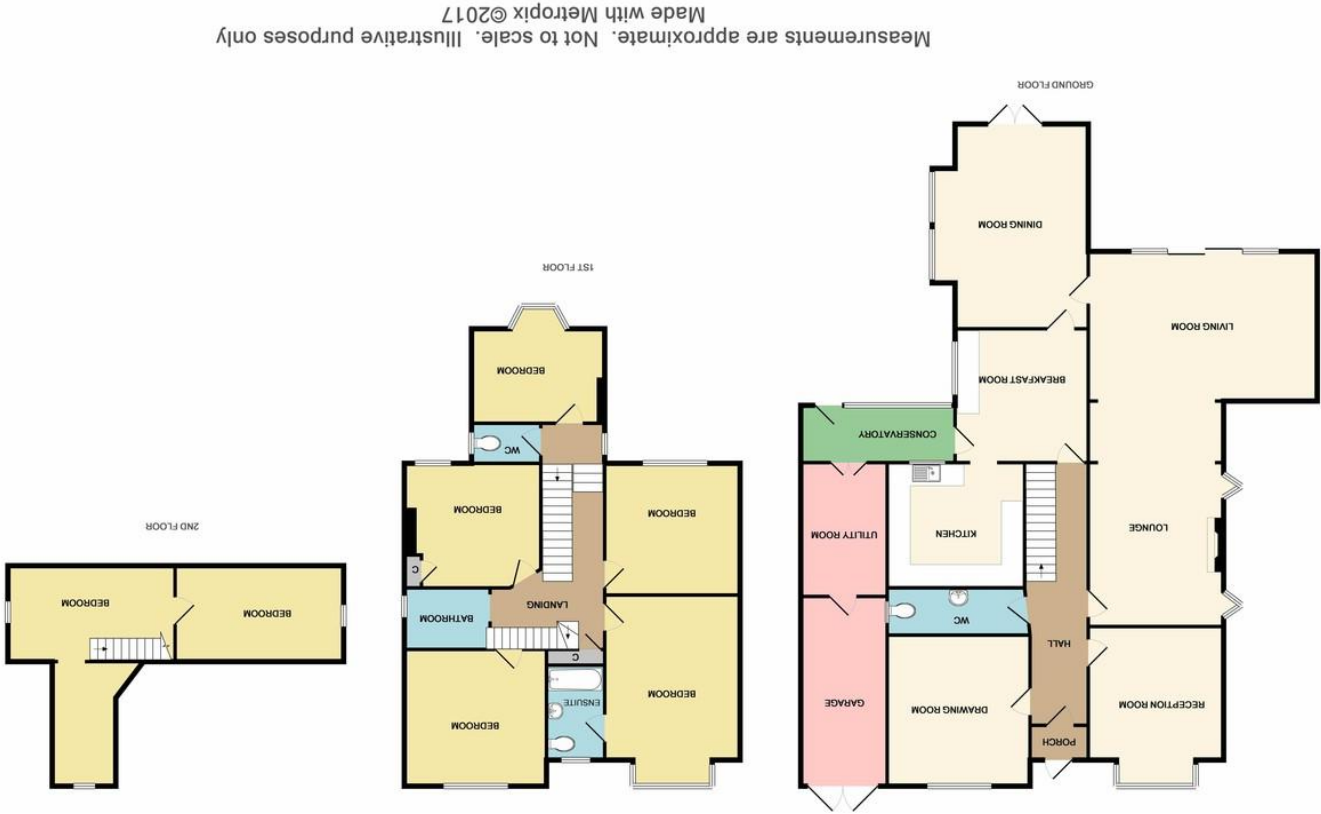 GROUND FLOOR
RECEPTION ROOM
PORCH
DRAWING ROOM
GARAGE
HALL
WC
LOUNGE
KITCHEN
UTILITY ROOM
CONSERVATORY
BREAKFAST ROOM
LIVING ROOM
DINING ROOM
1ST FLOOR
BEDROOM
ENSUITE
BEDROOM
C
BATHROOM
LANDING
C
BEDROOM
BEDROOM
WC
BEDROOM
2ND FLOOR
BEDROOM
BEDROOM
Measurements are approximate. Not to scale. Illustrative purposes only
Made with Metropix ©2017